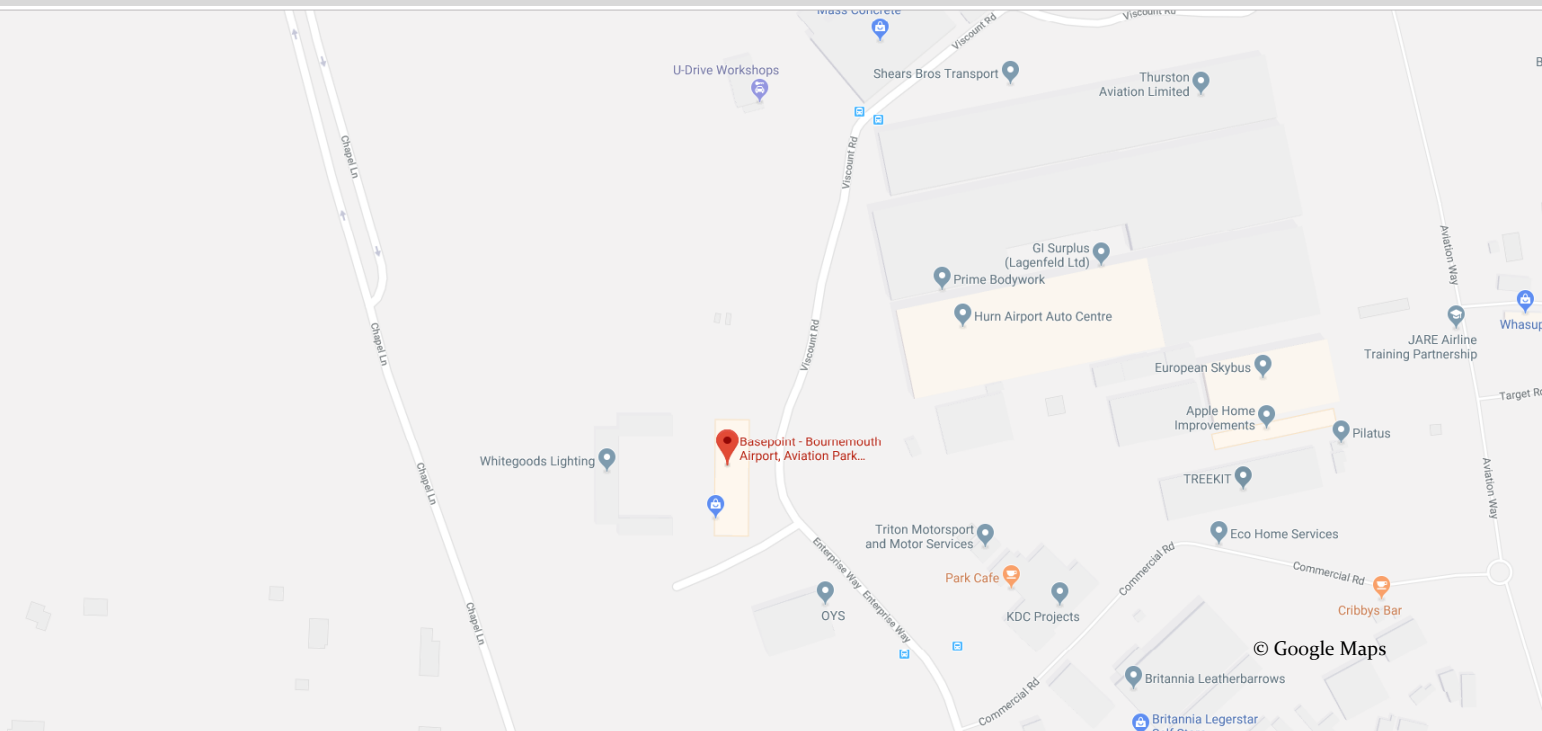 Mass Concrete
Viscount Rd
Viscount Rd
U-Drive Workshops
Shears Bros Transport
Thurston
Aviation Limited
Chapel Ln
Viscount Rd
GI Surplus
(Lagenfeld Ltd)
Aviation Way
Prime Bodywork
Hurn Airport Auto Centre
Whasup
JARE Airline
Training Partnership
Chapel Ln
Viscount Rd
European Skybus
Target Rd
Apple Home
Improvements
Pilatus
Basepoint - Bournemouth
Airport, Aviation Park...
Whitegoods Lighting
Chapel Ln
TREEKIT
Aviation Way
Triton Motorsport
and Motor Services
Eco Home Services
Enterprise Way
Enterprise Way
Commercial Rd
Commercial Rd
Park Cafe
Cribbys Bar
OYS
KDC Projects
Chapel Ln
© Google Maps
Britannia Leatherbarrows
Commercial Rd
Britannia Legerstar